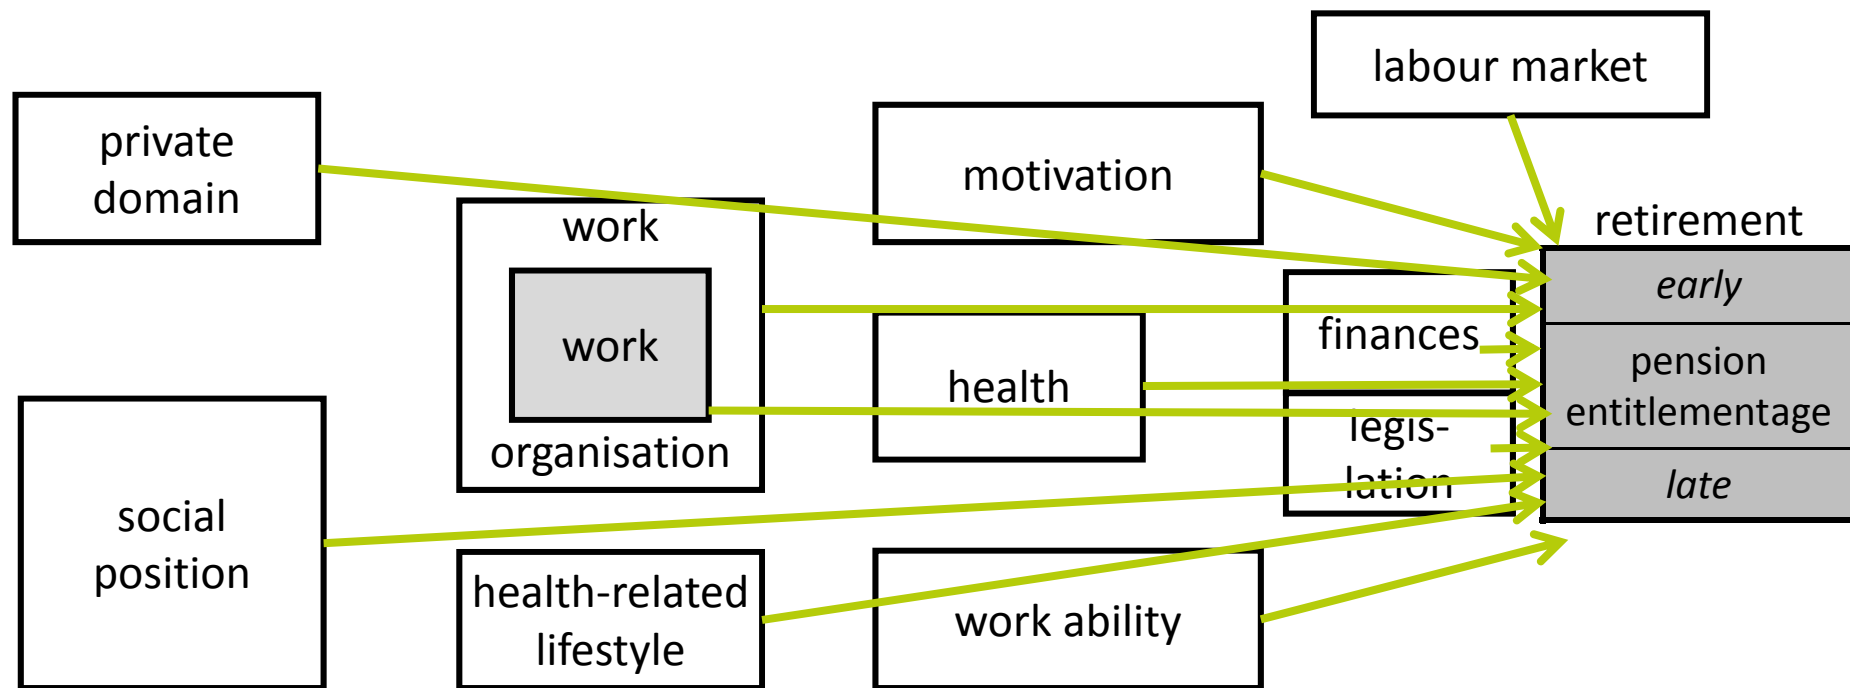 labour market
private
domain
motivation
retirement
work
work
organisation
health
finances
legis-
lation
early
pension
entitlementage
late
social
position
health-related
lifestyle
work ability